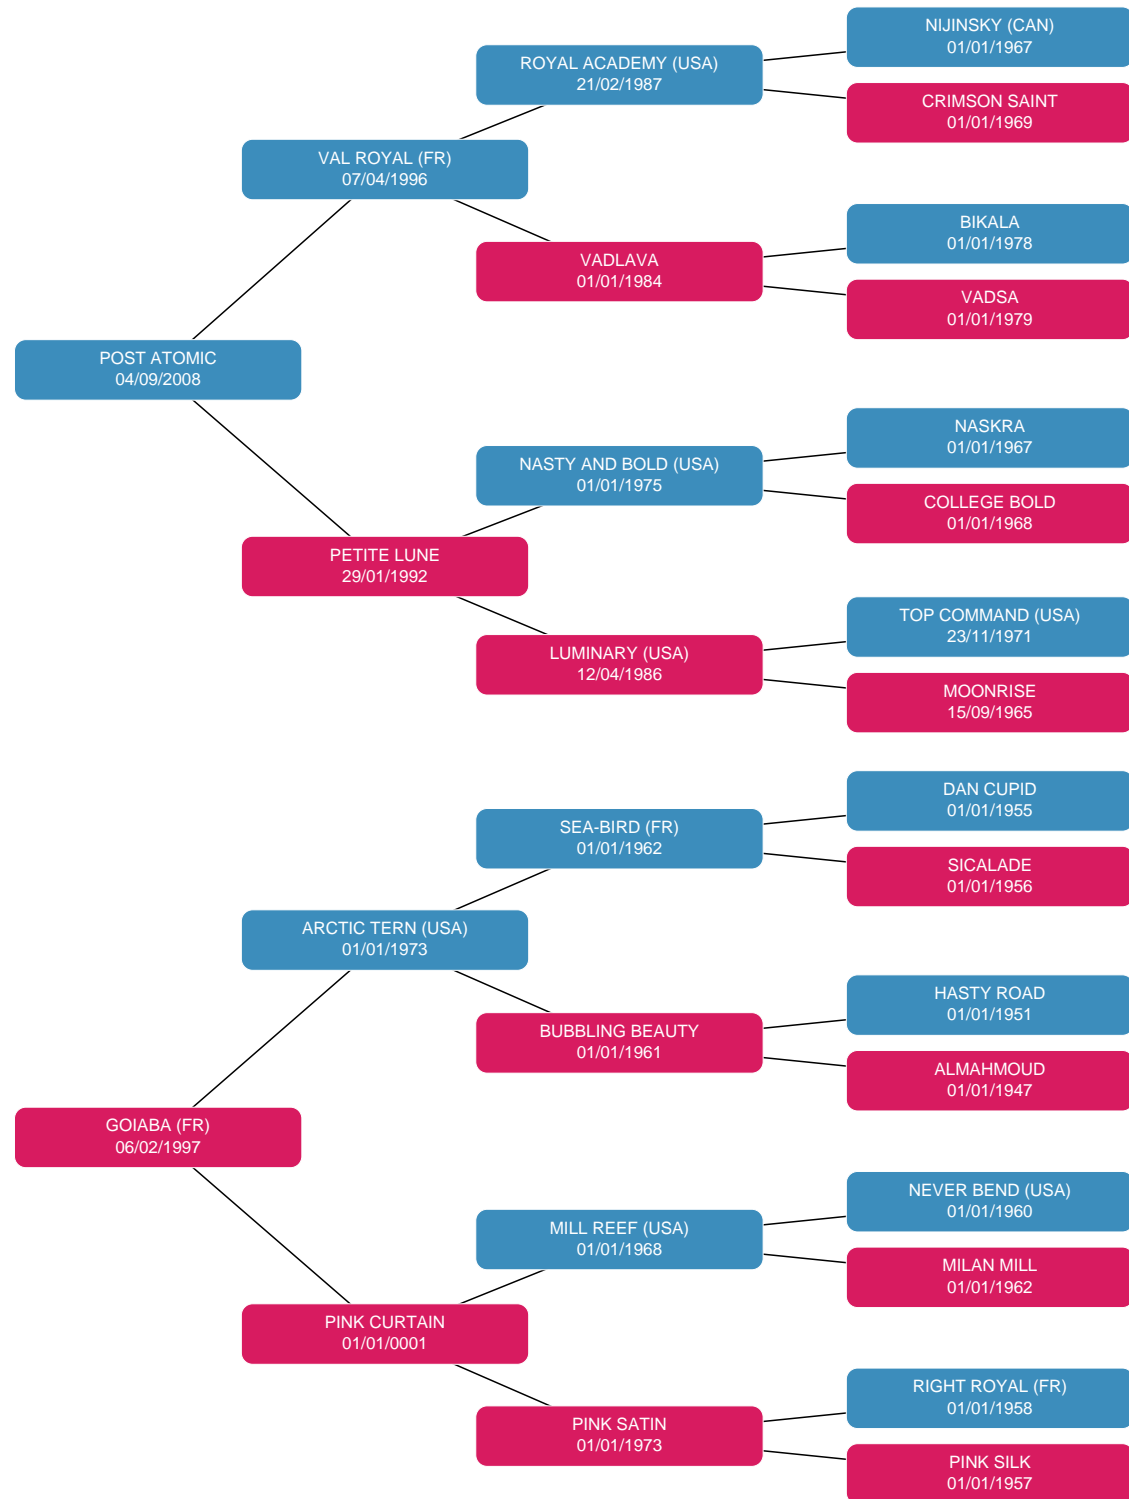 NIJINSKY (CAN)
01/01/1967
ROYAL ACADEMY (USA)
21/02/1987
CRIMSON SAINT
01/01/1969
VAL ROYAL (FR)
07/04/1996
BIKALA
01/01/1978
VADLAVA
01/01/1984
VADSA
01/01/1979
POST ATOMIC
04/09/2008
NASKRA
01/01/1967
NASTY AND BOLD (USA)
01/01/1975
COLLEGE BOLD
01/01/1968
PETITE LUNE
29/01/1992
TOP COMMAND (USA)
23/11/1971
LUMINARY (USA)
12/04/1986
MOONRISE
15/09/1965
DAN CUPID
01/01/1955
SEA-BIRD (FR)
01/01/1962
SICALADE
01/01/1956
ARCTIC TERN (USA)
01/01/1973
HASTY ROAD
01/01/1951
BUBBLING BEAUTY
01/01/1961
ALMAHMOUD
01/01/1947
GOIABA (FR)
06/02/1997
NEVER BEND (USA)
01/01/1960
MILL REEF (USA)
01/01/1968
MILAN MILL
01/01/1962
PINK CURTAIN
01/01/0001
RIGHT ROYAL (FR)
01/01/1958
PINK SATIN
01/01/1973
PINK SILK
01/01/1957